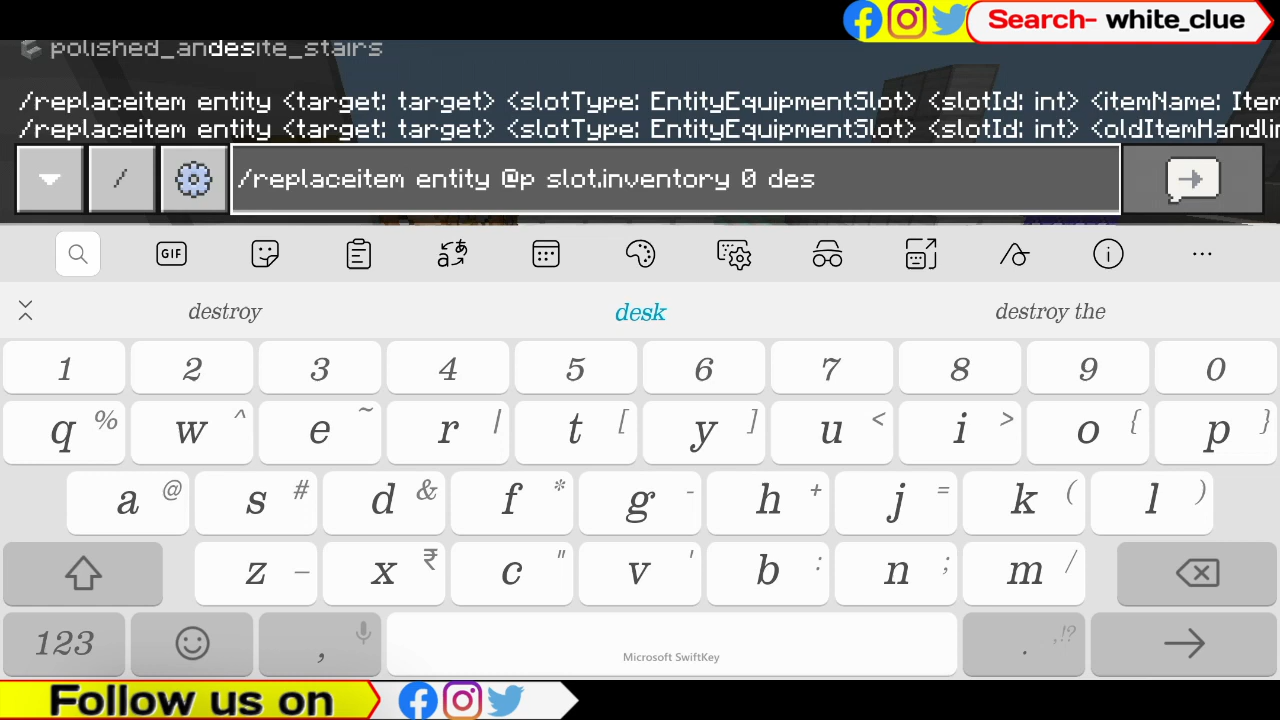 Search- white_clue
polished_andesite_stairs
/replaceitem entity <target: target> <slotType: EntityEquipmentSlot> <slotId: int> <itemName: Item
/replaceitem entity <target: target> <slotType: EntityEquipmentSlot> <slotId: int> <oldItemHandlin
/
/replaceitem entity @p slot.inventory 0 des
GIF
destroy desk destroy the
1 2 3 4 5 6 7 8 9 0
q % w ^ e ~ r | t [ y ] u < i > o { p }
a @ s # d & f * g - h + j = k ( l )
z _ x ₹ c " v ' b : n ; m /
123 , Microsoft SwiftKey . ,!?
Follow us on